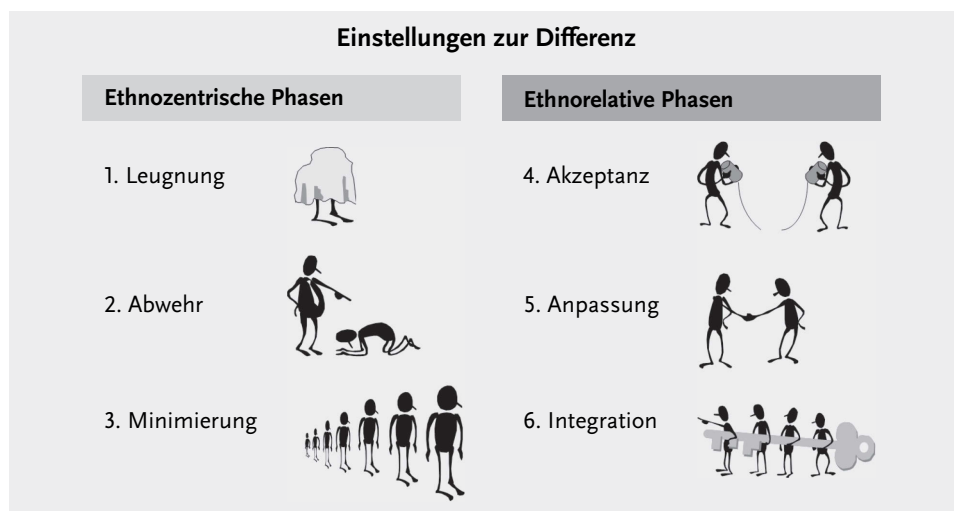 Einstellungen zur Differenz
Ethnozentrische Phasen
1. Leugnung
2. Abwehr
3. Minimierung
Ethnorelative Phasen
4. Akzeptanz
5. Anpassung
6. Integration